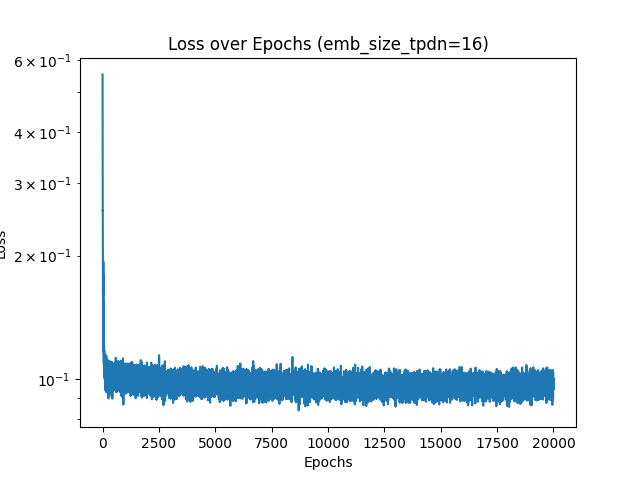 Loss over Epochs (emb_size_tpdn=16)
6 × 10⁻¹
4 × 10⁻¹
3 × 10⁻¹
2 × 10⁻¹
10⁻¹
Loss
0 2500 5000 7500 10000 12500 15000 17500 20000
Epochs